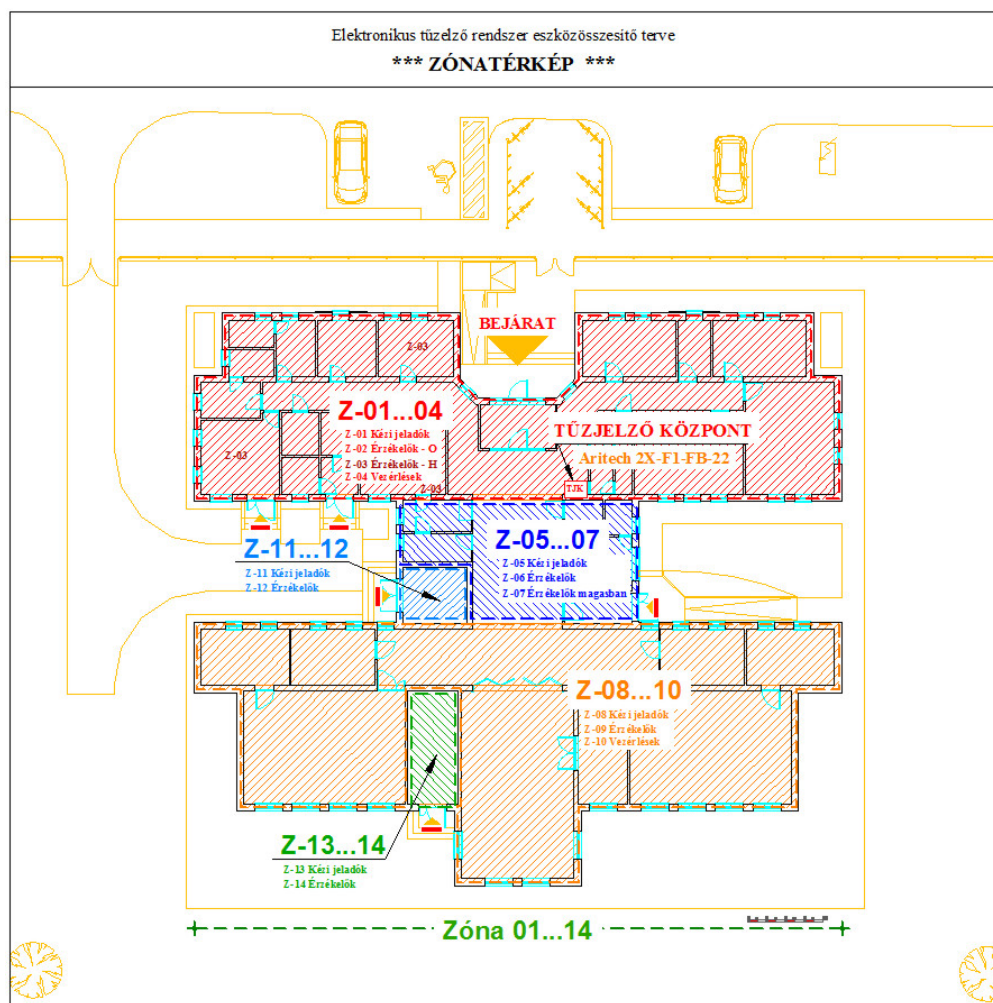 Elektronikus tüzelző rendszer eszközösszesítő terve
*** ZÓNATÉRKÉP ***
BEJÁRAT
Z-03
Z-01...04
Z-01 Kézi jeladók
Z-02 Érzékelők - O
Z-03 Érzékelők - H
Z-04 Vezérlések
Z-03
Z-03
TŰZJELZŐ KÖZPONT
Aritech 2X-F1-FB-22
TJK
Z-11...12
Z-11 Kézi jeladók
Z-12 Érzékelők
Z-05...07
Z-05 Kézi jeladók
Z-06 Érzékelők
Z-07 Érzékelők magasban
Z-08...10
Z-08 Kézi jeladók
Z-09 Érzékelők
Z-10 Vezérlések
Z-13...14
Z-13 Kézi jeladók
Z-14 Érzékelők
Zóna 01...14